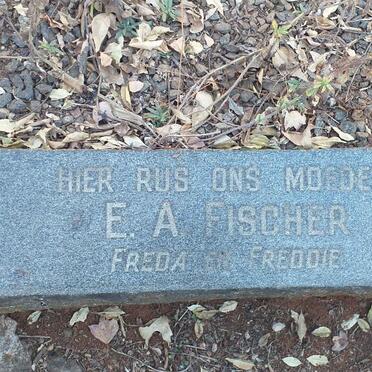 HIER RUS ONS MOEDE
E. A. FISCHER
FREDA EN FREDDIE